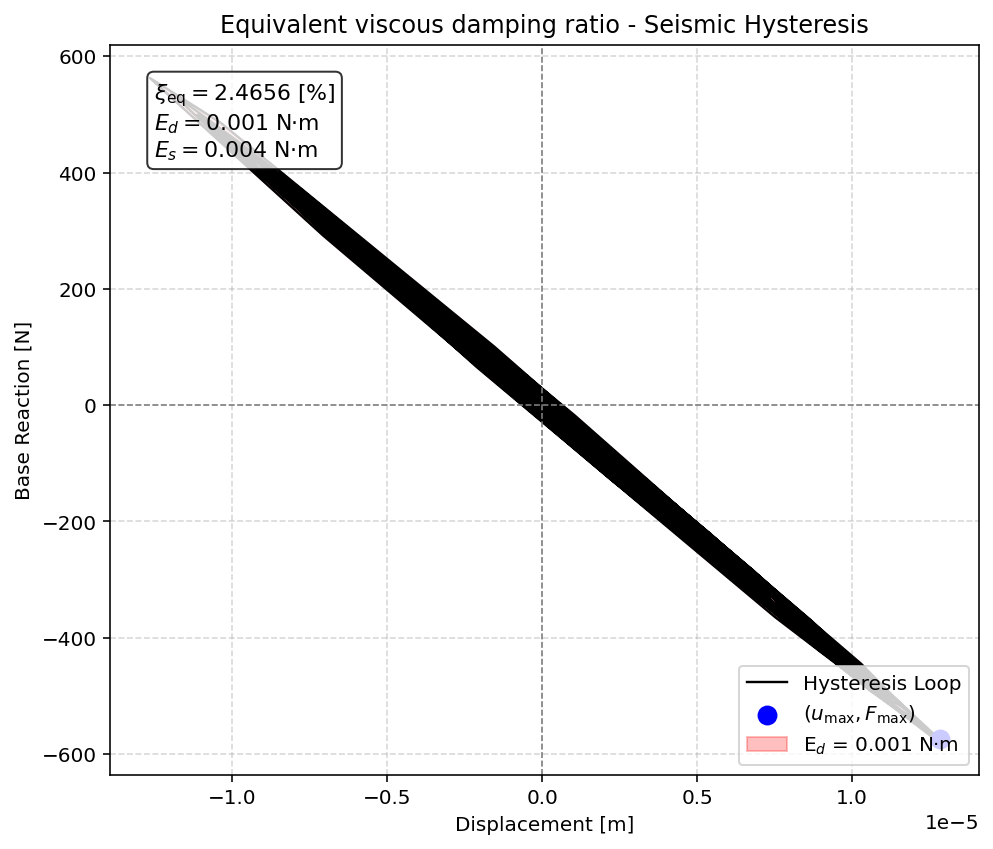 Equivalent viscous damping ratio - Seismic Hysteresis
ξeq = 2.4656 [%]
Ed = 0.001 N·m
Es = 0.004 N·m
600
400
200
0
−200
−400
−600
Base Reaction [N]
Hysteresis Loop
(umax, Fmax)
Ed = 0.001 N·m
−1.0
−0.5
0.0
0.5
1.0
1e−5
Displacement [m]